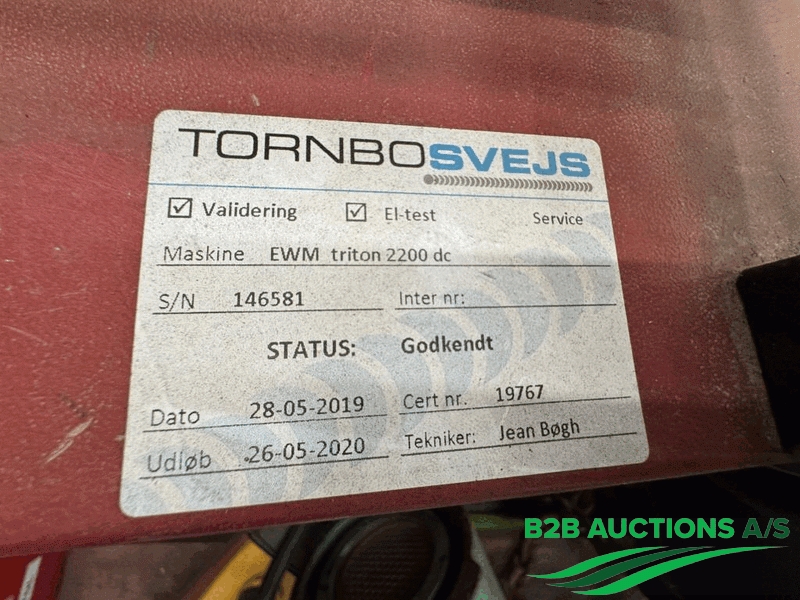 TORNBOSVEJS
☑ Validering ☑ El-test Service
Maskine EWM triton 2200 dc
S/N 146581 Inter nr:
STATUS: Godkendt
Dato 28-05-2019 Cert nr. 19767
Udløb 26-05-2020 Tekniker: Jean Bøgh
B2B AUCTIONS A/S